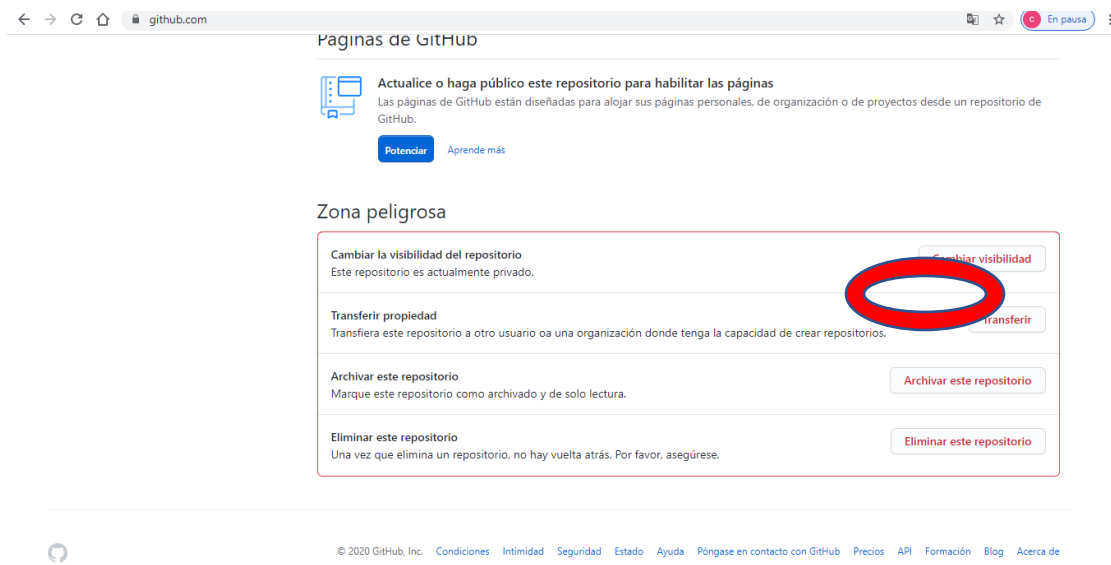 github.com
C
En pausa
Páginas de GitHub
Actualice o haga público este repositorio para habilitar las páginas
Las páginas de GitHub están diseñadas para alojar sus páginas personales, de organización o de proyectos desde un repositorio de
GitHub.
Potenciar Aprende más
Zona peligrosa
Cambiar la visibilidad del repositorio
Cambiar visibilidad
Este repositorio es actualmente privado.
Transferir propiedad
Transferir
Transfiera este repositorio a otro usuario oa una organización donde tenga la capacidad de crear repositorios.
Archivar este repositorio
Archivar este repositorio
Marque este repositorio como archivado y de solo lectura.
Eliminar este repositorio
Eliminar este repositorio
Una vez que elimina un repositorio, no hay vuelta atrás. Por favor, asegúrese.
© 2020 GitHub, Inc. Condiciones Intimidad Seguridad Estado Ayuda Póngase en contacto con GitHub Precios API Formación Blog Acerca de